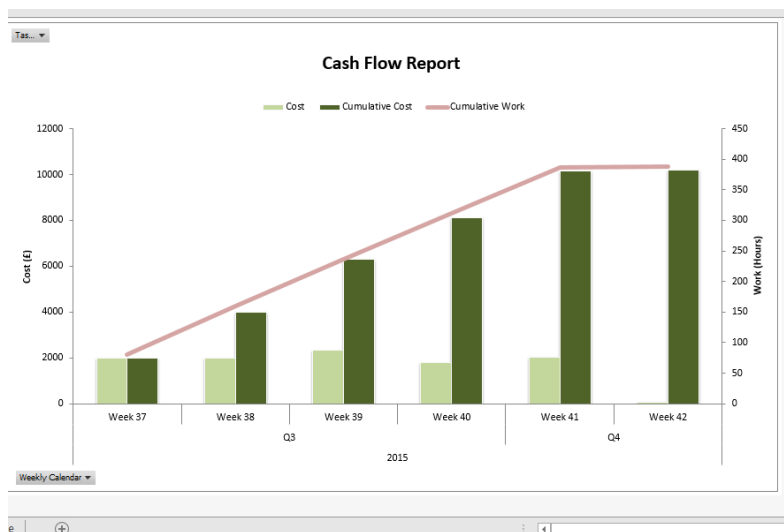 Tas...
Cash Flow Report
Cost Cumulative Cost Cumulative Work
12000 450
10000 400
350
8000 300
6000 250
200
4000 150
2000 100
50
0 0
Cost (£)
Work (Hours)
Week 37 Week 38 Week 39 Week 40 Week 41 Week 42
Q3 Q4
2015
Weekly Calendar
e